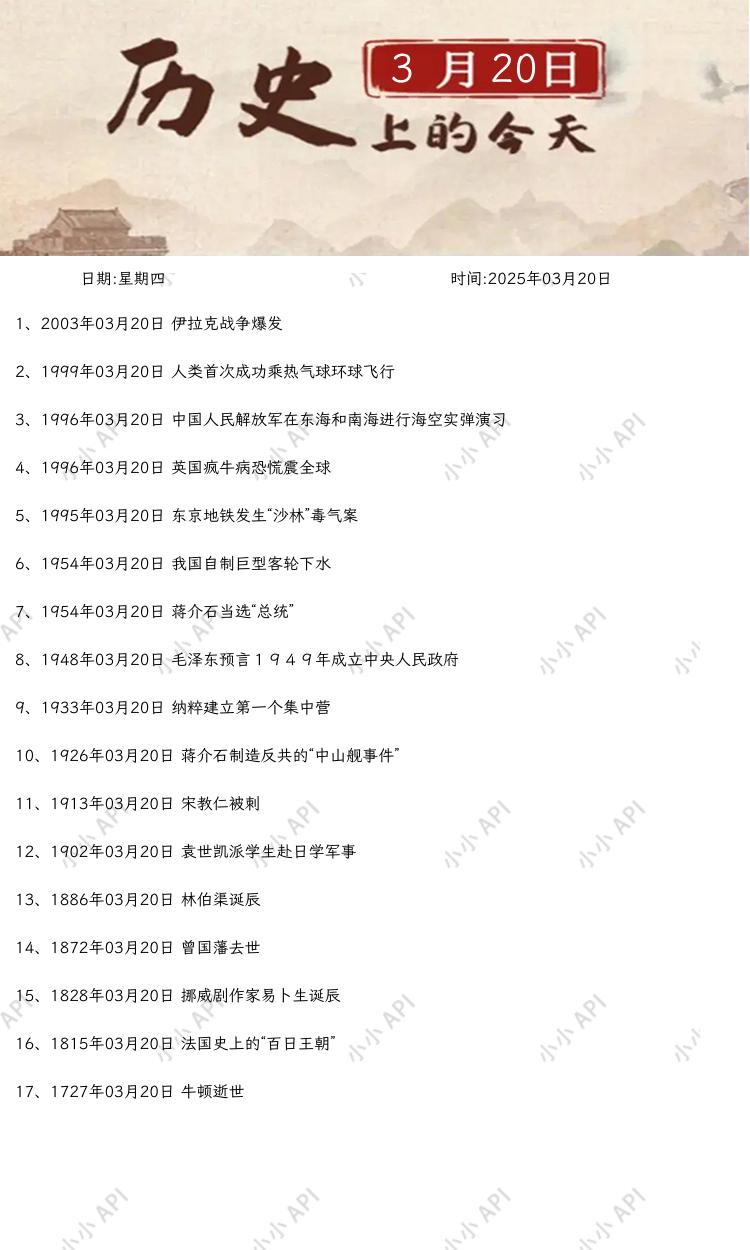 历史
3 月20日
上的今天
日期:星期四
时间:2025年03月20日
1、2003年03月20日 伊拉克战争爆发
2、1999年03月20日 人类首次成功乘热气球环球飞行
3、1996年03月20日 中国人民解放军在东海和南海进行海空实弹演习
4、1996年03月20日 英国疯牛病恐慌震全球
5、1995年03月20日 东京地铁发生“沙林”毒气案
6、1954年03月20日 我国自制巨型客轮下水
7、1954年03月20日 蒋介石当选“总统”
8、1948年03月20日 毛泽东预言１９４９年成立中央人民政府
9、1933年03月20日 纳粹建立第一个集中营
10、1926年03月20日 蒋介石制造反共的“中山舰事件”
11、1913年03月20日 宋教仁被刺
12、1902年03月20日 袁世凯派学生赴日学军事
13、1886年03月20日 林伯渠诞辰
14、1872年03月20日 曾国藩去世
15、1828年03月20日 挪威剧作家易卜生诞辰
16、1815年03月20日 法国史上的“百日王朝”
17、1727年03月20日 牛顿逝世
小小 API